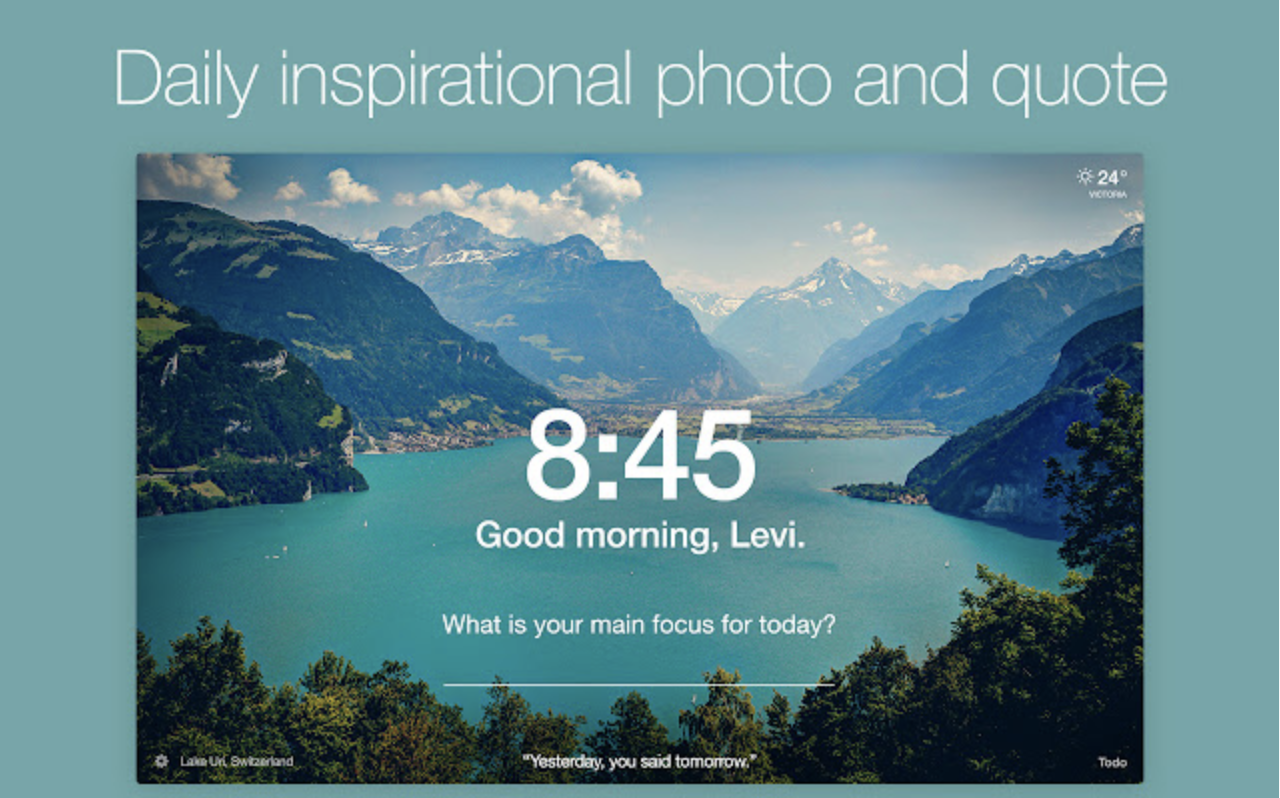 Daily inspirational photo and quote
24°
VICTORIA
8:45
Good morning, Levi.
What is your main focus for today?
Lake Uri, Switzerland
"Yesterday, you said tomorrow."
Todo